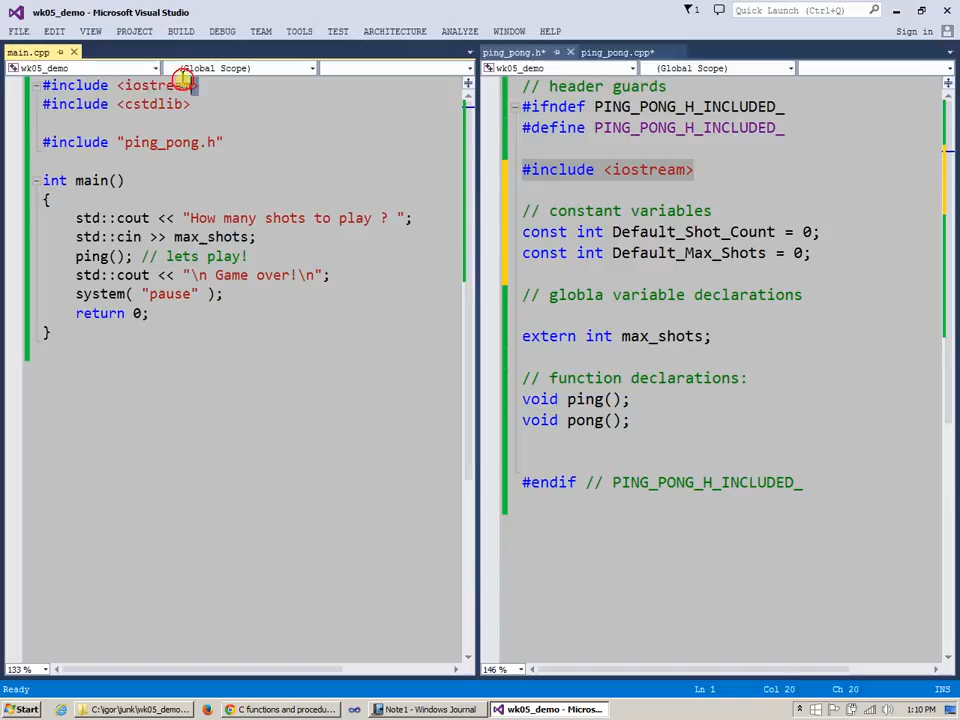 wk05_demo - Microsoft Visual Studio
1
Quick Launch (Ctrl+Q)
FILE EDIT VIEW PROJECT BUILD DEBUG TEAM TOOLS TEST ARCHITECTURE ANALYZE WINDOW HELP
Sign in
main.cpp
wk05_demo
(Global Scope)
#include <iostream>
#include <cstdlib>
#include "ping_pong.h"
int main()
{
std::cout << "How many shots to play ? ";
std::cin >> max_shots;
ping(); // lets play!
std::cout << "\n Game over!\n";
system( "pause" );
return 0;
}
133 %
ping_pong.h*
ping_pong.cpp*
wk05_demo
(Global Scope)
// header guards
#ifndef PING_PONG_H_INCLUDED_
#define PING_PONG_H_INCLUDED_
#include <iostream>
// constant variables
const int Default_Shot_Count = 0;
const int Default_Max_Shots = 0;
// globla variable declarations
extern int max_shots;
// function declarations:
void ping();
void pong();
#endif // PING_PONG_H_INCLUDED_
146 %
Ready
Ln 1 Col 20 Ch 20 INS
Start
C:\igor\junk\wk05_demo...
C functions and procedu...
Note1 - Windows Journal
wk05_demo - Micros...
1:10 PM